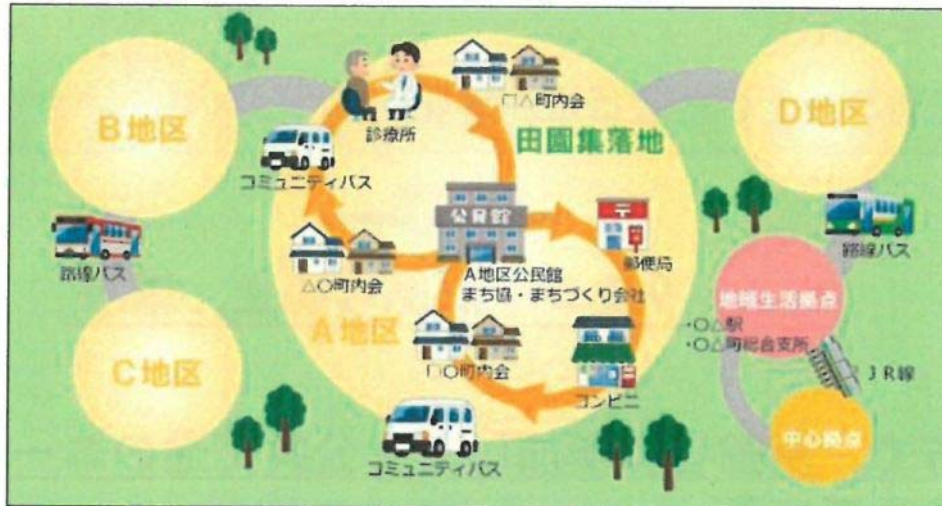 B地区
診療所
□△町内会
田園集落地
D地区
コミュニティバス
公民館
〒
郵便局
路線バス
△○町内会
A地区公民館
まち協・まちづくり会社
路線バス
A地区
地域生活拠点
・○△駅
・○△町総合支所
□○町内会
C地区
コンビニ
JR線
中心拠点
コミュニティバス